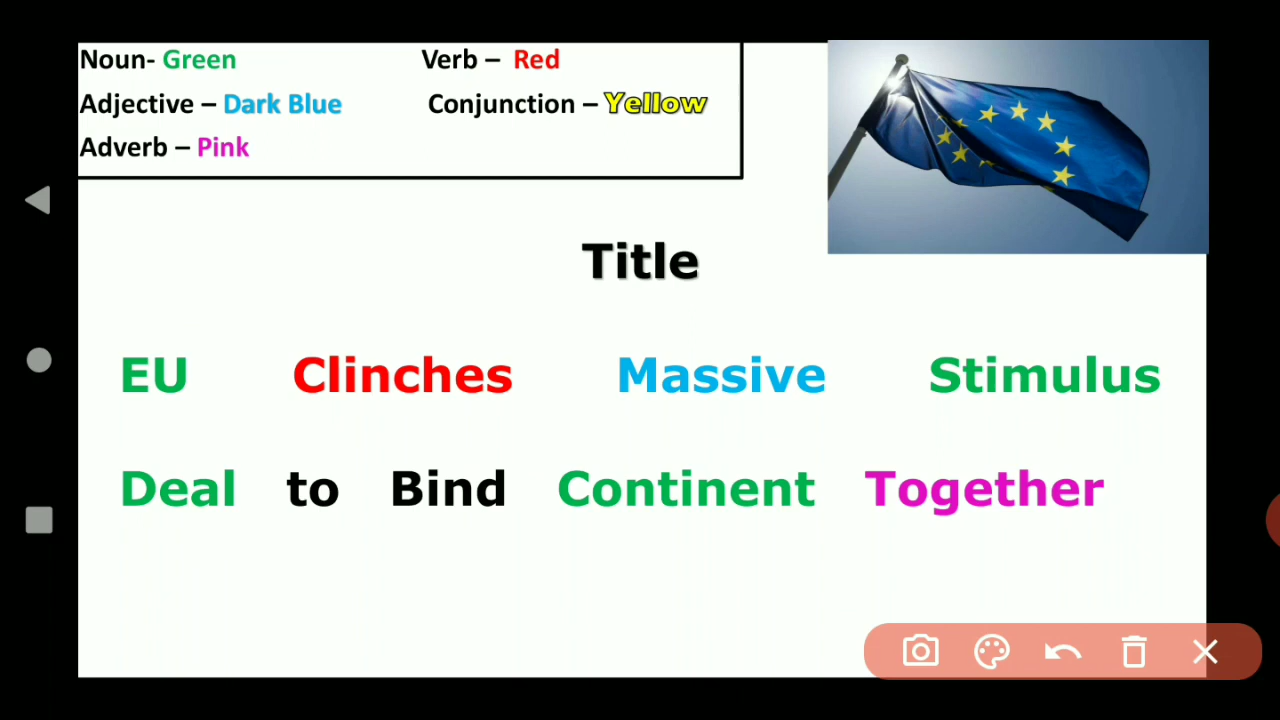 Noun- Green Verb – Red
Adjective – Dark Blue Conjunction – Yellow
Adverb – Pink
Title
EU Clinches Massive Stimulus
Deal to Bind Continent Together